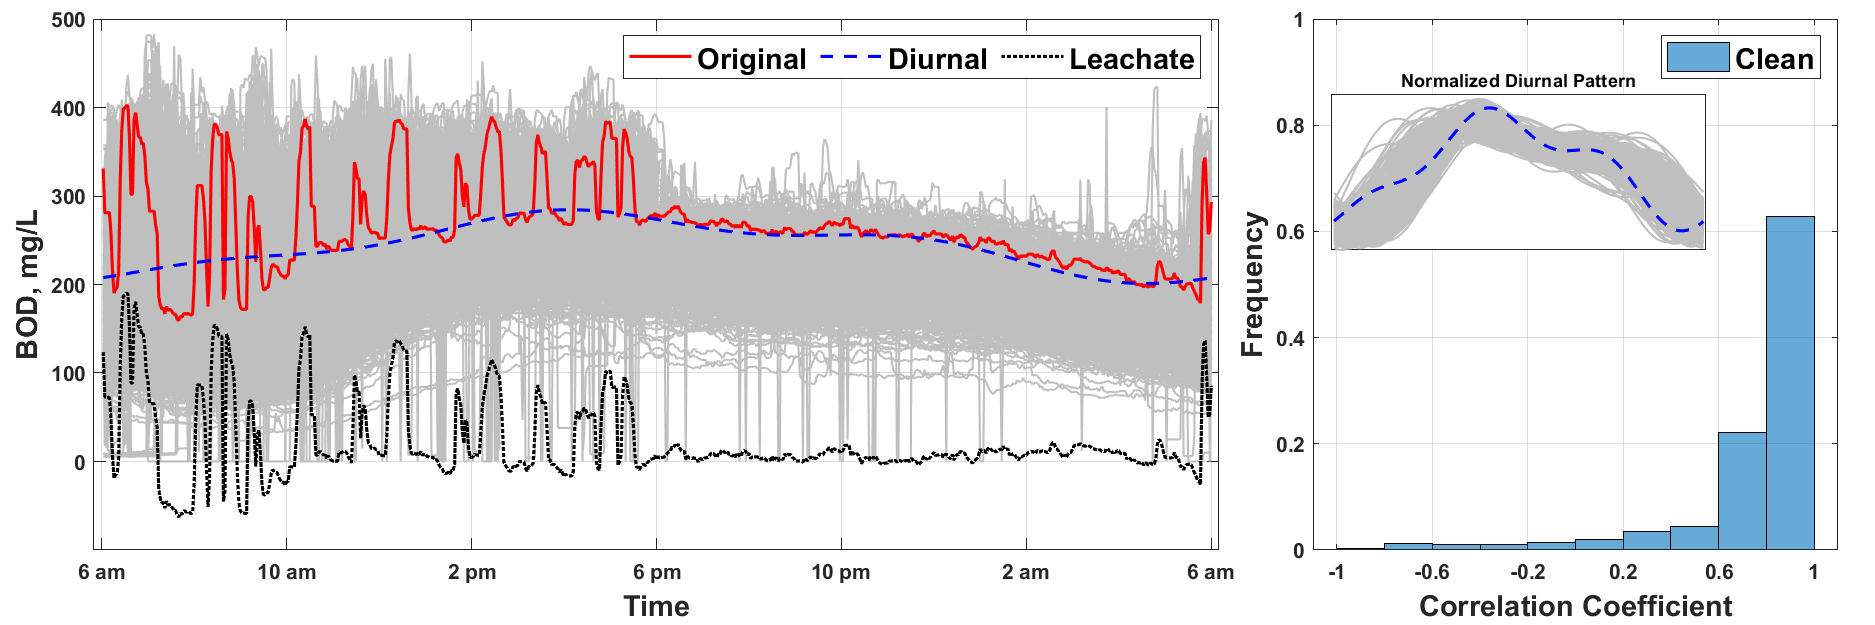 500
400
300
200
100
0
BOD, mg/L
Original
Diurnal
Leachate
6 am
10 am
2 pm
6 pm
10 pm
2 am
6 am
Time
1
0.8
0.6
0.4
0.2
0
Frequency
Clean
Normalized Diurnal Pattern
-1
-0.6
-0.2
0.2
0.6
1
Correlation Coefficient